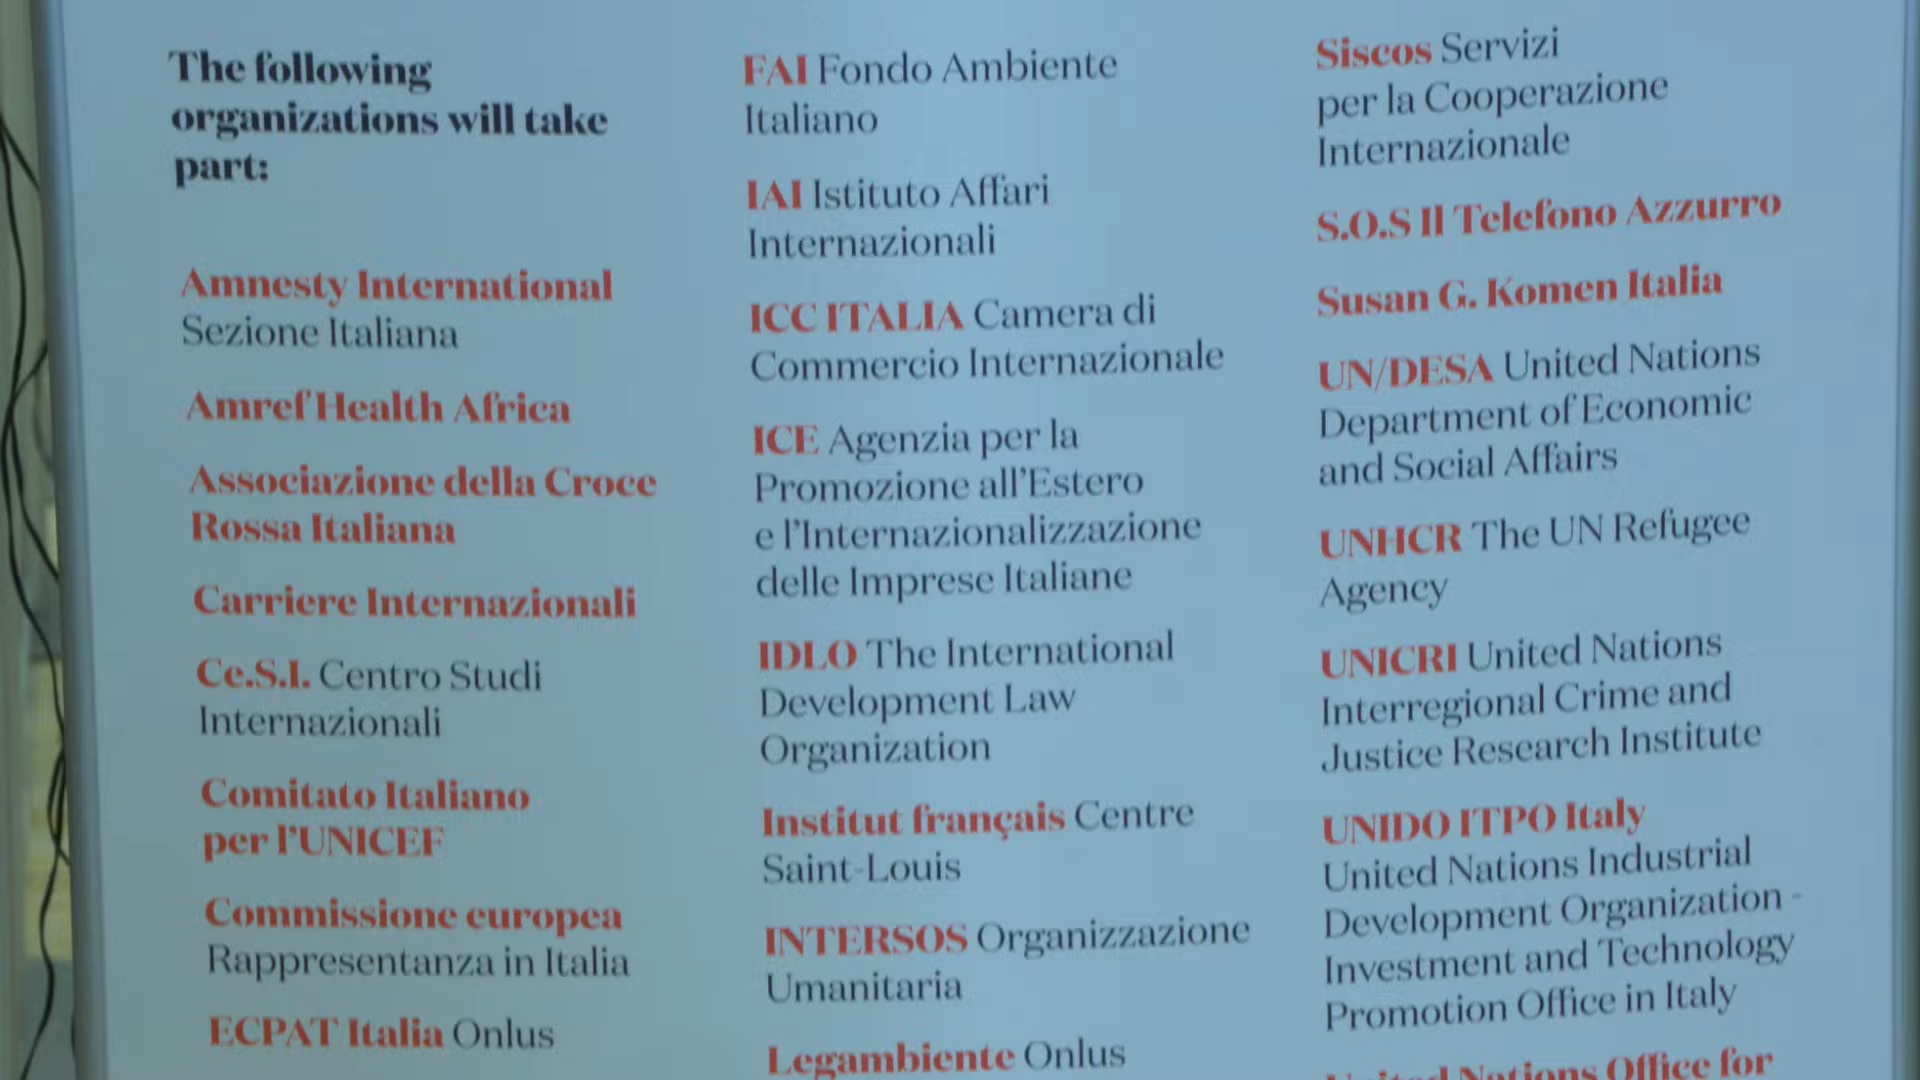 The following
organizations will take
part:
Amnesty International
Sezione Italiana
Amref Health Africa
Associazione della Croce
Rossa Italiana
Carriere Internazionali
Ce.S.I. Centro Studi
Internazionali
Comitato Italiano
per l'UNICEF
Commissione europea
Rappresentanza in Italia
ECPAT Italia Onlus
FAI Fondo Ambiente
Italiano
IAI Istituto Affari
Internazionali
ICC ITALIA Camera di
Commercio Internazionale
ICE Agenzia per la
Promozione all'Estero
e l'Internazionalizzazione
delle Imprese Italiane
IDLO The International
Development Law
Organization
Institut français Centre
Saint-Louis
INTERSOS Organizzazione
Umanitaria
Legambiente Onlus
Siscos Servizi
per la Cooperazione
Internazionale
S.O.S Il Telefono Azzurro
Susan G. Komen Italia
UN/DESA United Nations
Department of Economic
and Social Affairs
UNHCR The UN Refugee
Agency
UNICRI United Nations
Interregional Crime and
Justice Research Institute
UNIDO ITPO Italy
United Nations Industrial
Development Organization -
Investment and Technology
Promotion Office in Italy
United Nations Office for